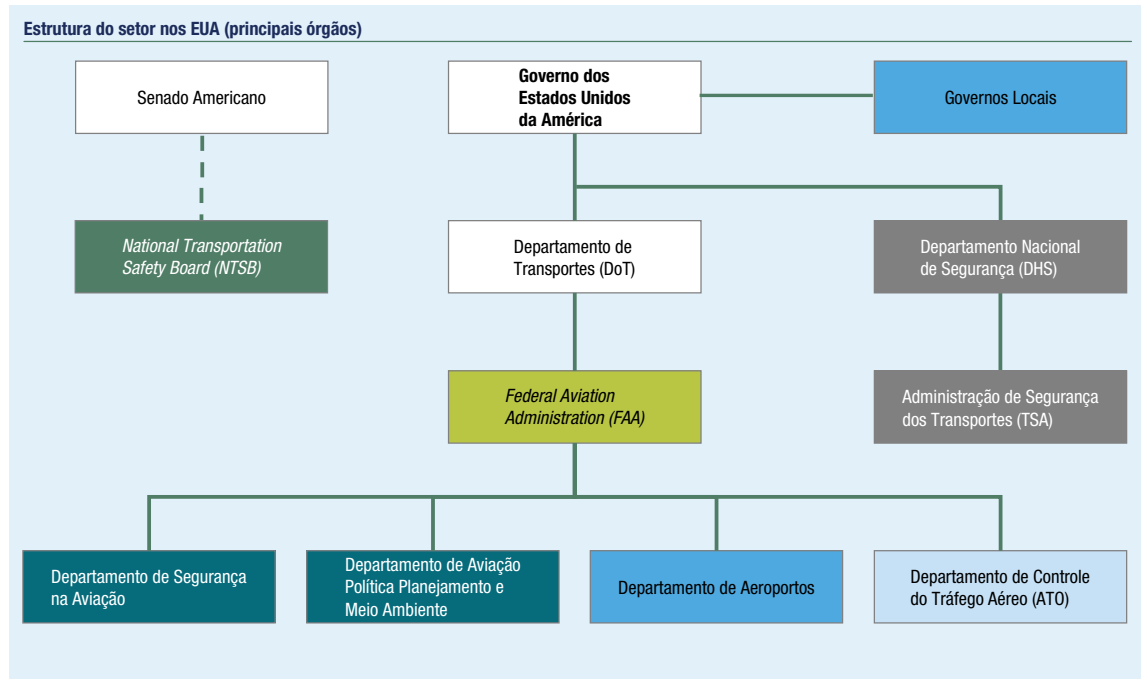 Estrutura do setor nos EUA (principais órgãos)
Senado Americano
Governo dos
Estados Unidos
da América
Governos Locais
National Transportation
Safety Board (NTSB)
Departamento de
Transportes (DoT)
Departamento Nacional
de Segurança (DHS)
Federal Aviation
Administration (FAA)
Administração de Segurança
dos Transportes (TSA)
Departamento de Segurança
na Aviação
Departamento de Aviação
Política Planejamento e
Meio Ambiente
Departamento de Aeroportos
Departamento de Controle
do Tráfego Aéreo (ATO)